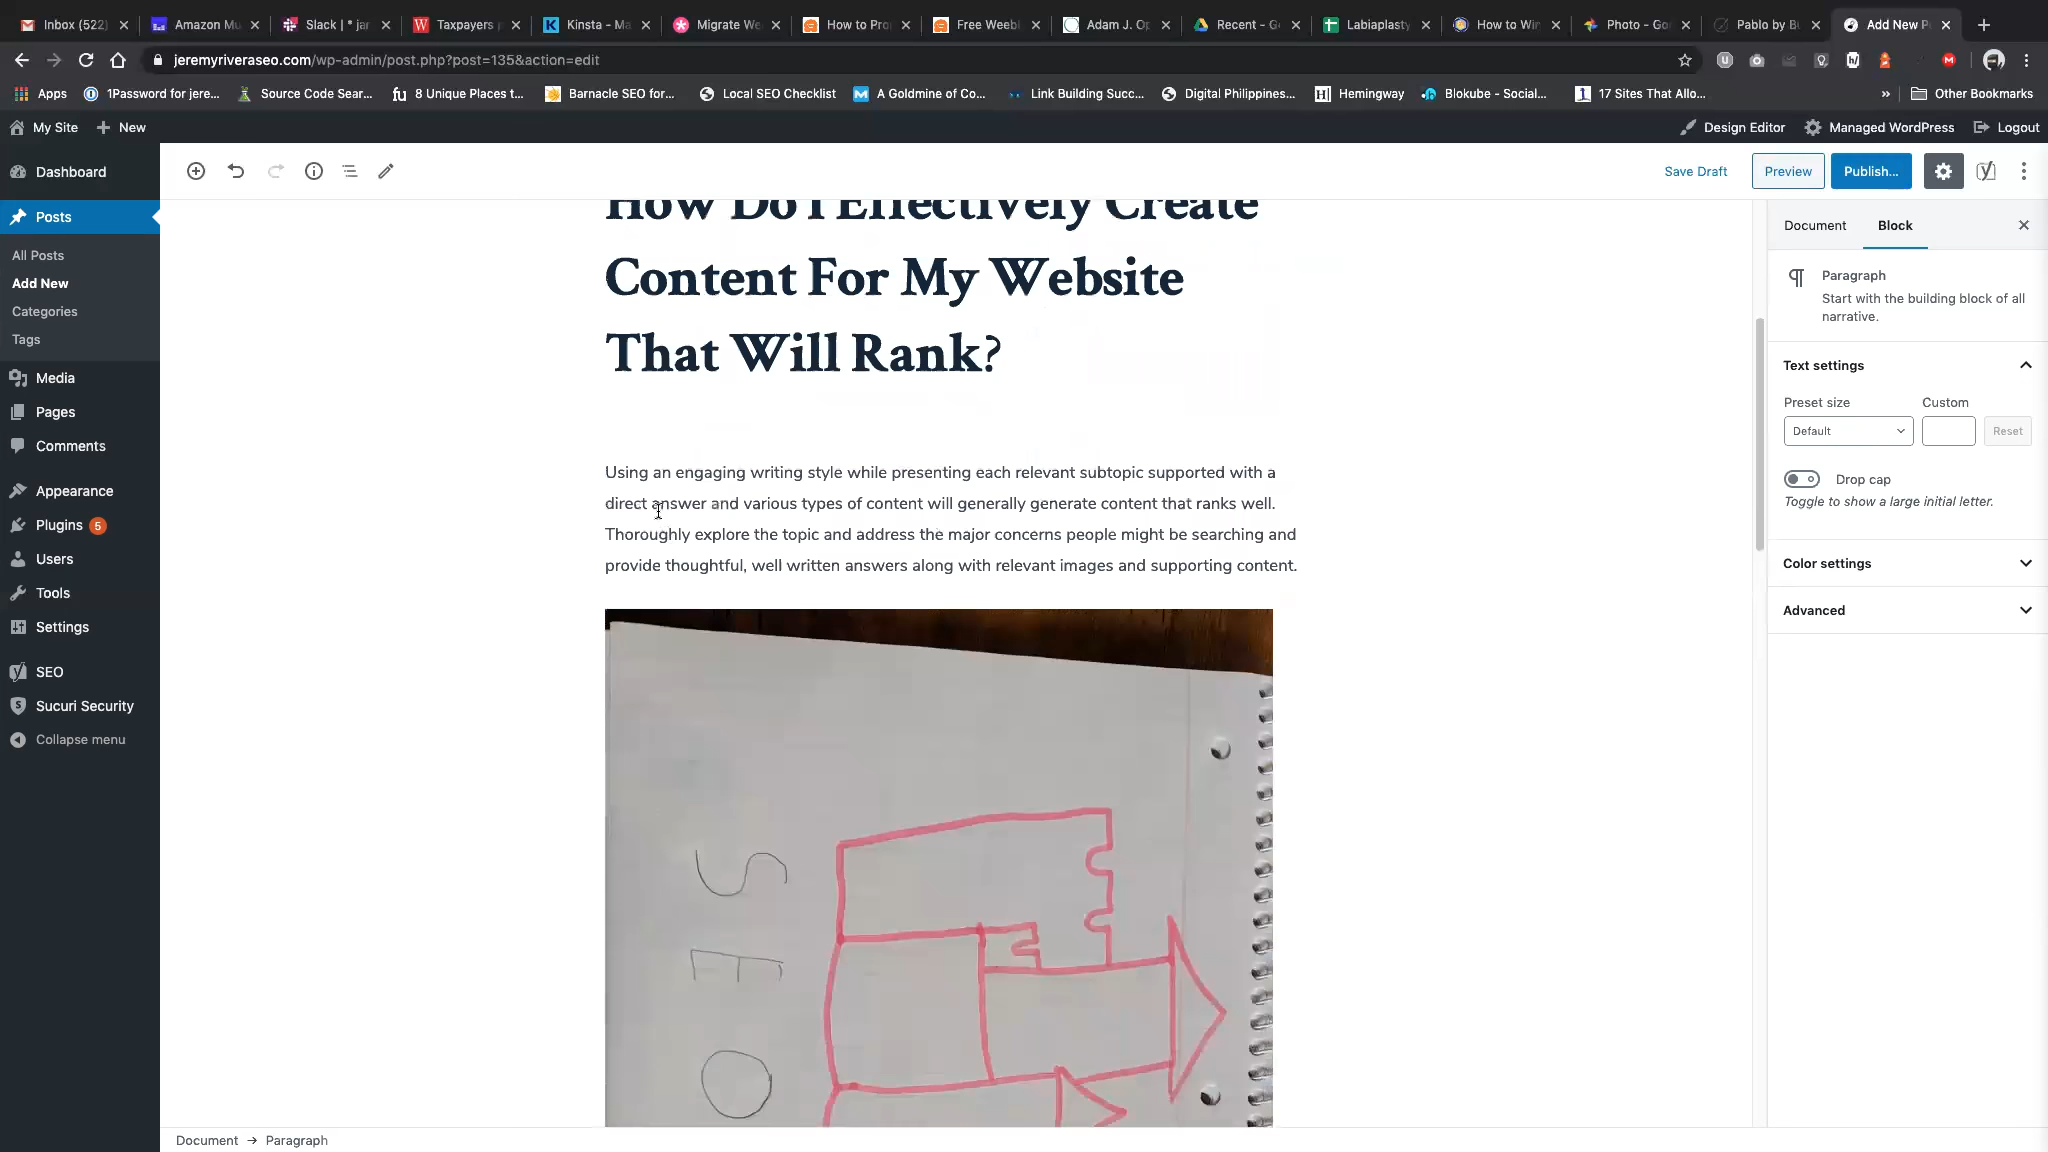 Inbox (522)
Amazon Mu
Slack | * jar
Taxpayers
Kinsta - Ma
Migrate We
How to Pro
Free Weebl
Adam J. Op
Recent - Go
Labiaplasty
How to Win
Photo - Goo
Pablo by Bu
Add New P
jeremyriveraseo.com/wp-admin/post.php?post=135&action=edit
Apps
1Password for jere...
Source Code Sear...
8 Unique Places t...
Barnacle SEO for...
Local SEO Checklist
A Goldmine of Co...
Link Building Succ...
Digital Philippines...
Hemingway
Blokube - Social...
17 Sites That Allo...
»
Other Bookmarks
My Site
New
Design Editor
Managed WordPress
Logout
Dashboard
Posts
All Posts
Add New
Categories
Tags
Media
Pages
Comments
Appearance
Plugins 5
Users
Tools
Settings
SEO
Sucuri Security
Collapse menu
Save Draft
Preview
Publish...
How Do I Effectively Create
Content For My Website
That Will Rank?
Using an engaging writing style while presenting each relevant subtopic supported with a
direct answer and various types of content will generally generate content that ranks well.
Thoroughly explore the topic and address the major concerns people might be searching and
provide thoughtful, well written answers along with relevant images and supporting content.
S
E
O
Document
Block
Paragraph
Start with the building block of all
narrative.
Text settings
Preset size
Custom
Default
Reset
Drop cap
Toggle to show a large initial letter.
Color settings
Advanced
Document → Paragraph